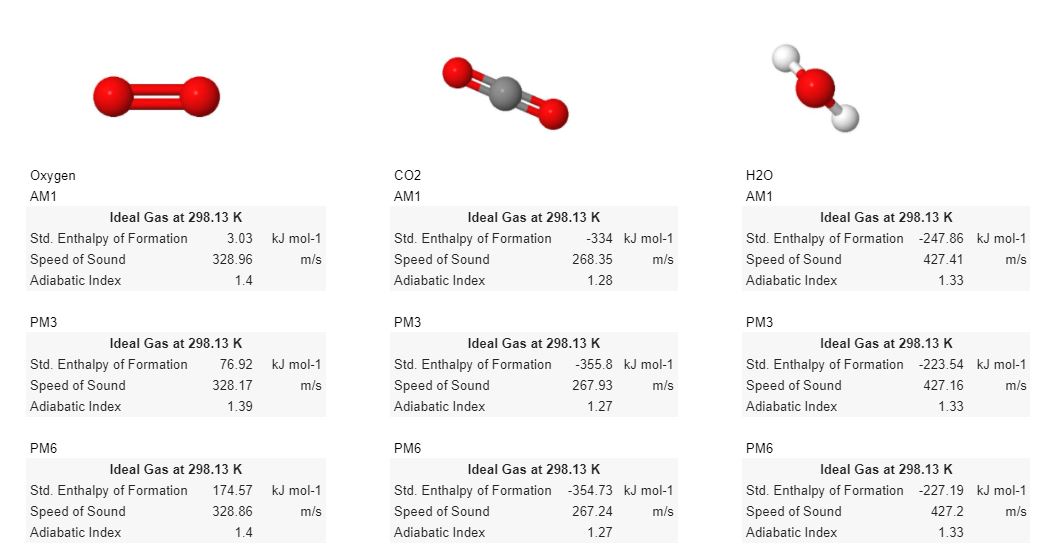 Oxygen
AM1
Ideal Gas at 298.13 K
Std. Enthalpy of Formation 3.03 kJ mol-1
Speed of Sound 328.96 m/s
Adiabatic Index 1.4
PM3
Ideal Gas at 298.13 K
Std. Enthalpy of Formation 76.92 kJ mol-1
Speed of Sound 328.17 m/s
Adiabatic Index 1.39
PM6
Ideal Gas at 298.13 K
Std. Enthalpy of Formation 174.57 kJ mol-1
Speed of Sound 328.86 m/s
Adiabatic Index 1.4
CO2
AM1
Ideal Gas at 298.13 K
Std. Enthalpy of Formation -334 kJ mol-1
Speed of Sound 268.35 m/s
Adiabatic Index 1.28
PM3
Ideal Gas at 298.13 K
Std. Enthalpy of Formation -355.8 kJ mol-1
Speed of Sound 267.93 m/s
Adiabatic Index 1.27
PM6
Ideal Gas at 298.13 K
Std. Enthalpy of Formation -354.73 kJ mol-1
Speed of Sound 267.24 m/s
Adiabatic Index 1.27
H2O
AM1
Ideal Gas at 298.13 K
Std. Enthalpy of Formation -247.86 kJ mol-1
Speed of Sound 427.41 m/s
Adiabatic Index 1.33
PM3
Ideal Gas at 298.13 K
Std. Enthalpy of Formation -223.54 kJ mol-1
Speed of Sound 427.16 m/s
Adiabatic Index 1.33
PM6
Ideal Gas at 298.13 K
Std. Enthalpy of Formation -227.19 kJ mol-1
Speed of Sound 427.2 m/s
Adiabatic Index 1.33